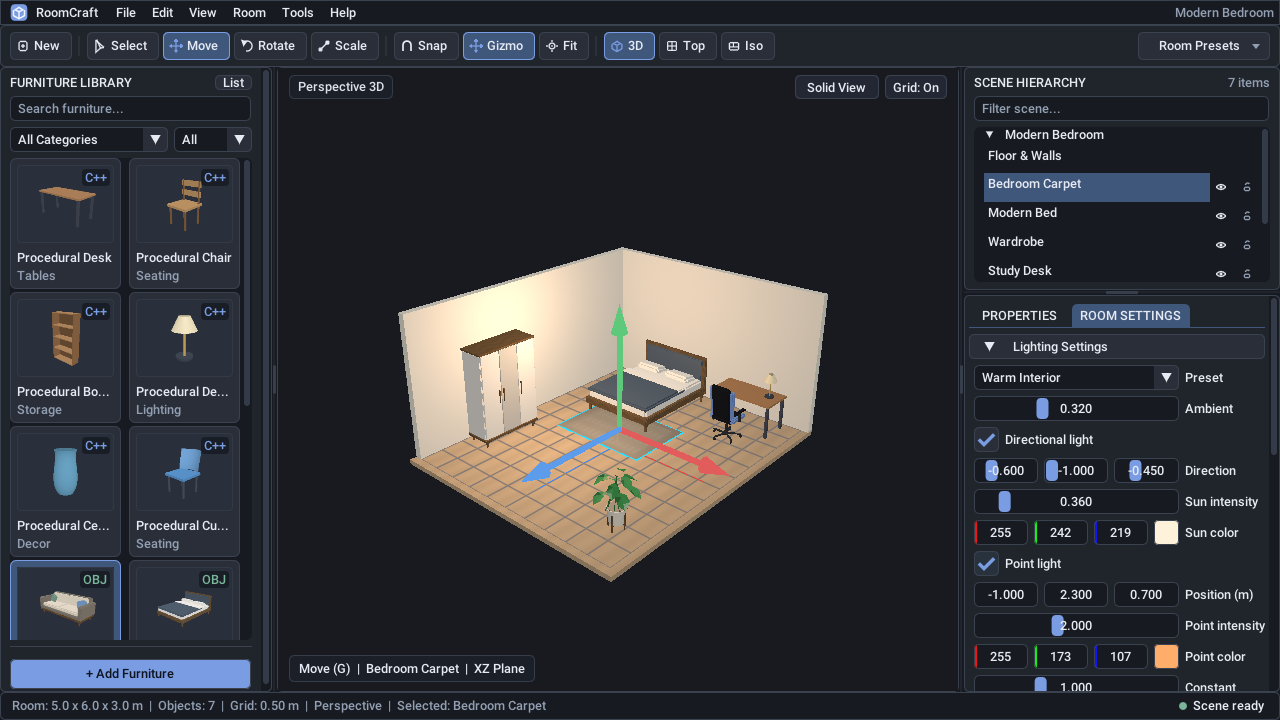 RoomCraft File Edit View Room Tools Help Modern Bedroom
New Select Move Rotate Scale Snap Gizmo Fit 3D Top Iso Room Presets
FURNITURE LIBRARY List
Search furniture...
All Categories All
C++ C++
Procedural Desk Procedural Chair
Tables Seating
C++ C++
Procedural Bo... Procedural De...
Storage Lighting
C++ C++
Procedural Ce... Procedural Cu...
Decor Seating
OBJ OBJ
+ Add Furniture
Perspective 3D Solid View Grid: On
Move (G) | Bedroom Carpet | XZ Plane
SCENE HIERARCHY 7 items
Filter scene...
Modern Bedroom
Floor & Walls
Bedroom Carpet
Modern Bed
Wardrobe
Study Desk
PROPERTIES ROOM SETTINGS
Lighting Settings
Warm Interior Preset
0.320 Ambient
Directional light
-0.600 -1.000 -0.450 Direction
0.360 Sun intensity
255 242 219 Sun color
Point light
-1.000 2.300 0.700 Position (m)
2.000 Point intensity
255 173 107 Point color
1.000 Constant
Room: 5.0 x 6.0 x 3.0 m | Objects: 7 | Grid: 0.50 m | Perspective | Selected: Bedroom Carpet Scene ready